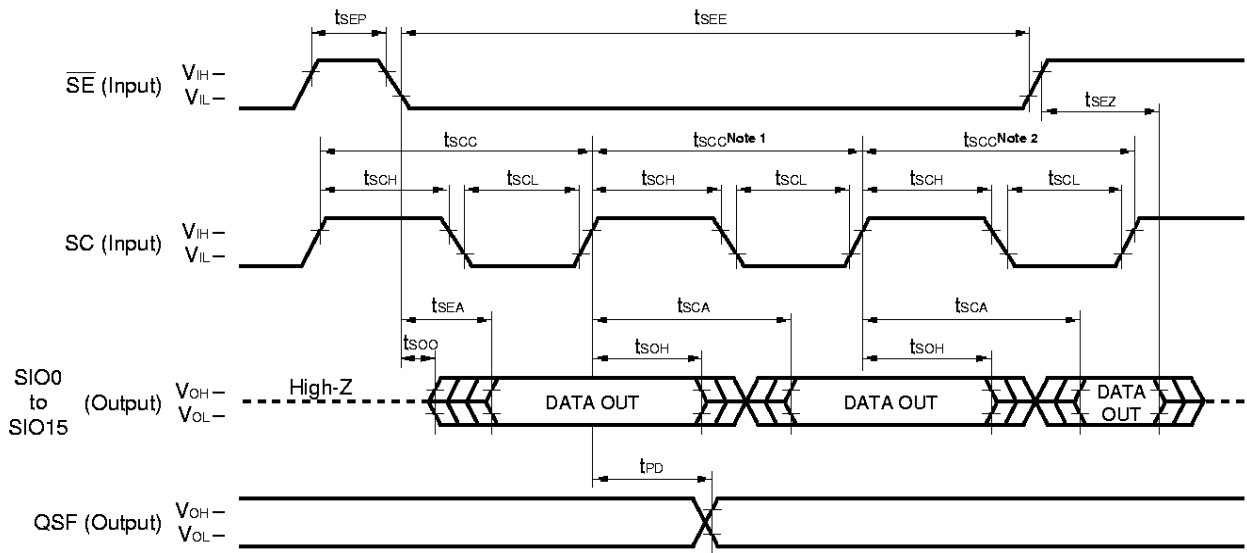 tSEP
tSEE
SE (Input)
VIH
VIL
tSEZ
tSCC
tSCC Note 1
tSCC Note 2
tSCH
tSCL
tSCH
tSCL
tSCH
tSCL
SC (Input)
VIH
VIL
tSEA
tSCA
tSCA
tSOO
tSOH
tSOH
SIO0
to
SIO15
(Output)
VOH
VOL
High-Z
DATA OUT
DATA OUT
DATA
OUT
tPD
QSF (Output)
VOH
VOL